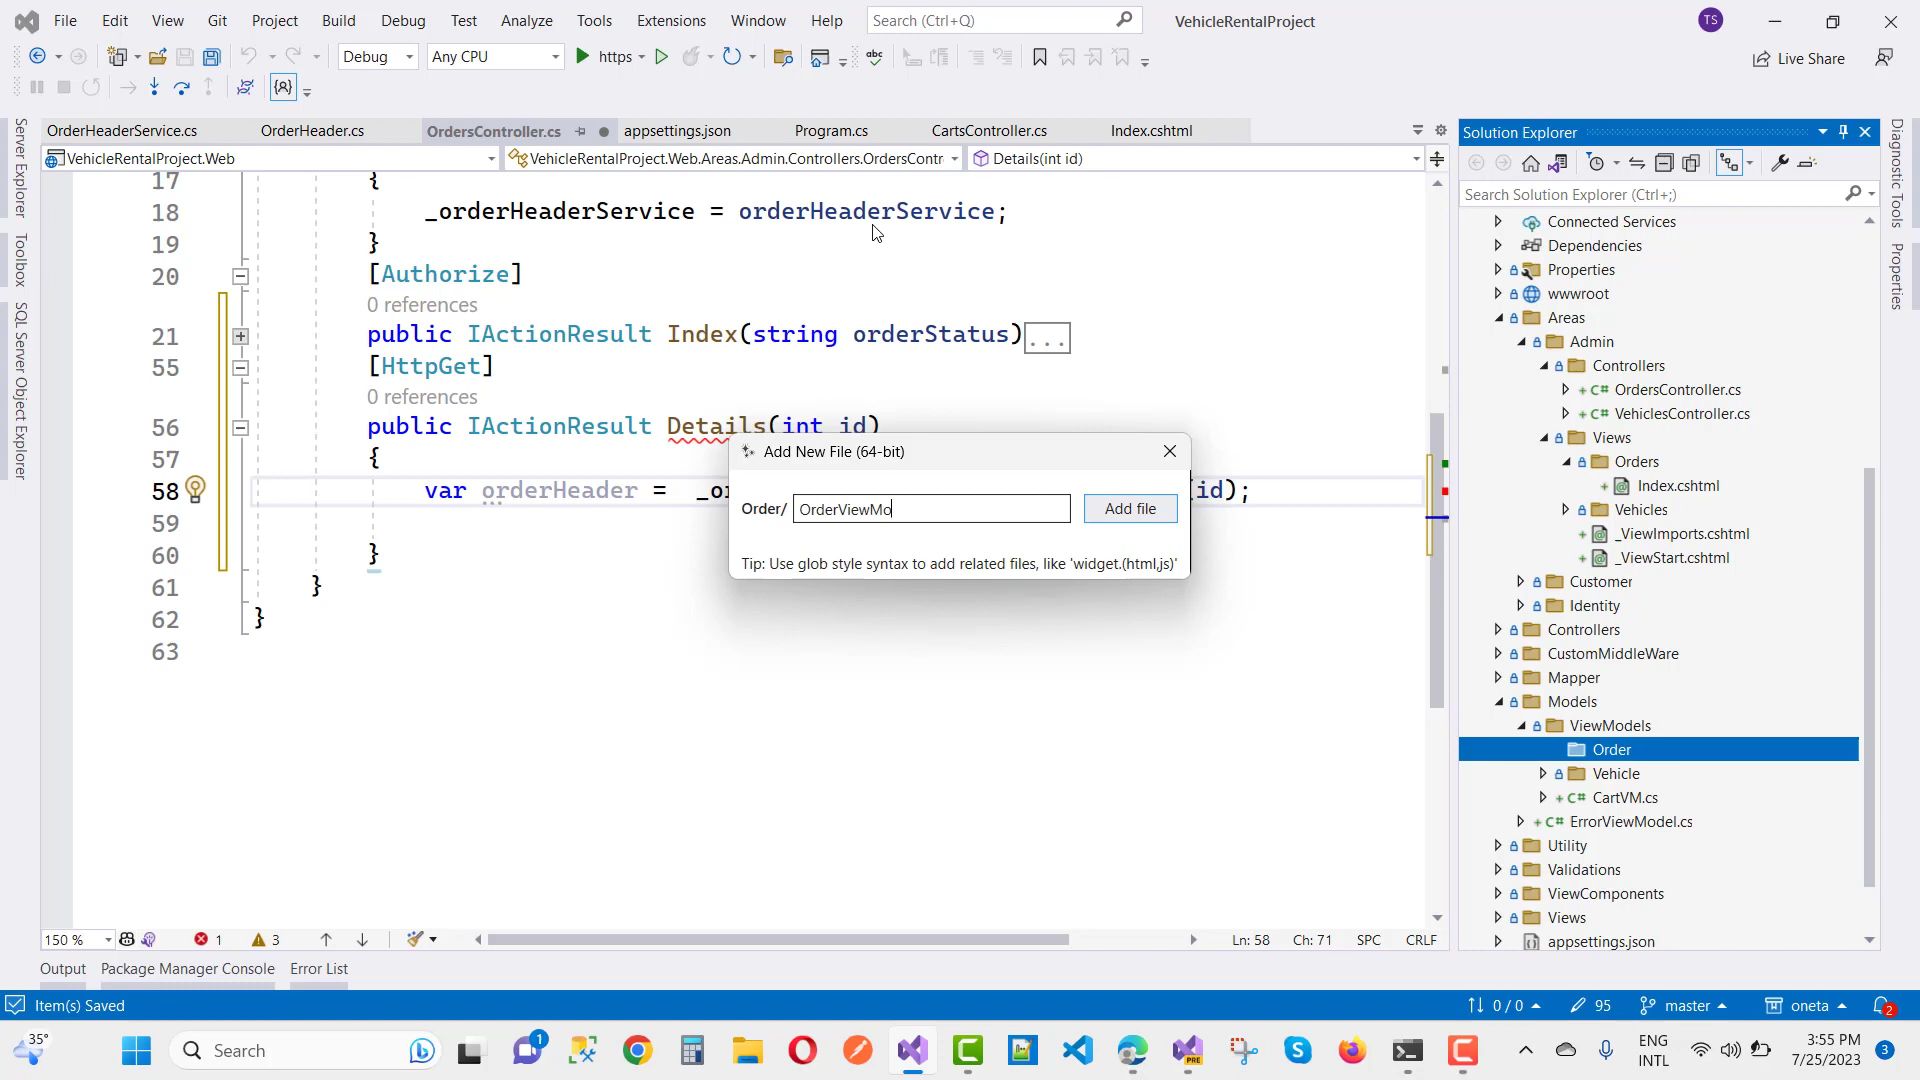 File Edit View Git Project Build Debug Test Analyze Tools Extensions Window Help Search (Ctrl+Q) VehicleRentalProject TS
Debug Any CPU https Live Share
OrderHeaderService.cs OrderHeader.cs OrdersController.cs appsettings.json Program.cs CartsController.cs Index.cshtml
VehicleRentalProject.Web VehicleRentalProject.Web.Areas.Admin.Controllers.OrdersContr Details(int id)
Server Explorer
Toolbox
SQL Server Object Explorer
17 {
18 _orderHeaderService = orderHeaderService;
19 }
20 [Authorize]
0 references
21 public IActionResult Index(string orderStatus)...
55 [HttpGet]
0 references
56 public IActionResult Details(int id)
57 {
58 var orderHeader = _or (id);
59
60 }
61 }
62 }
63
Add New File (64-bit)
Order/ OrderViewMo Add file
Tip: Use glob style syntax to add related files, like 'widget.(html,js)'
Solution Explorer
Search Solution Explorer (Ctrl+;)
Connected Services
Dependencies
Properties
wwwroot
Areas
Admin
Controllers
C# OrdersController.cs
C# VehiclesController.cs
Views
Orders
Index.cshtml
Vehicles
_ViewImports.cshtml
_ViewStart.cshtml
Customer
Identity
Controllers
CustomMiddleWare
Mapper
Models
ViewModels
Order
Vehicle
C# CartVM.cs
C# ErrorViewModel.cs
Utility
Validations
ViewComponents
Views
appsettings.json
Diagnostic Tools
Properties
150 % 1 3 Ln: 58 Ch: 71 SPC CRLF
Output Package Manager Console Error List
Item(s) Saved 0 / 0 95 master oneta 2
35° Search 1 PRE ENG INTL 3:55 PM 7/25/2023 3